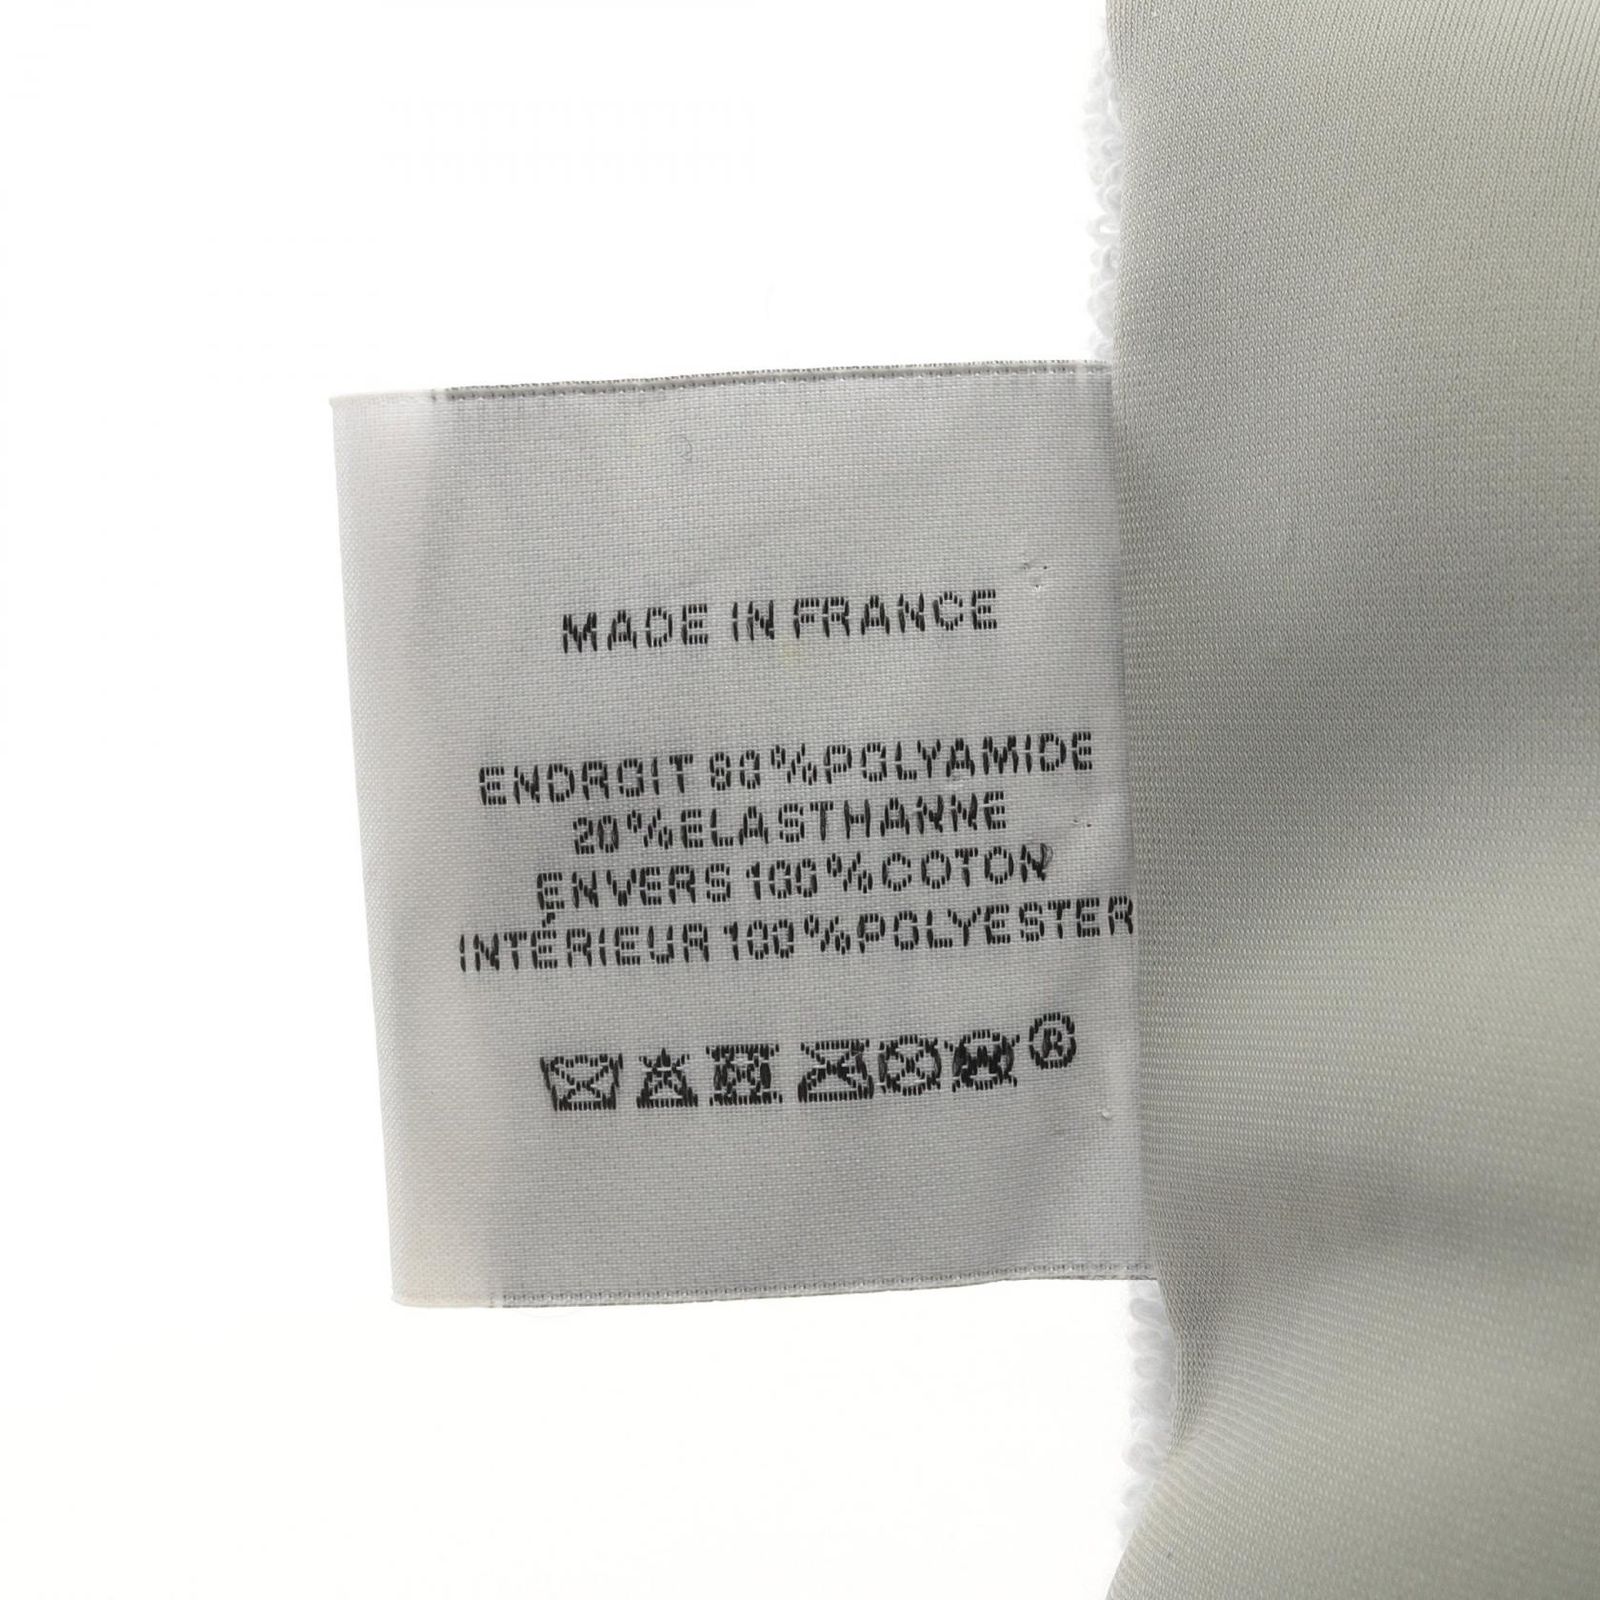 MADE IN FRANCE
ENDROIT 80%POLYAMIDE
20%ELASTHANNE
ENVERS 100%COTON
INTÉRIEUR 100%POLYESTER
®